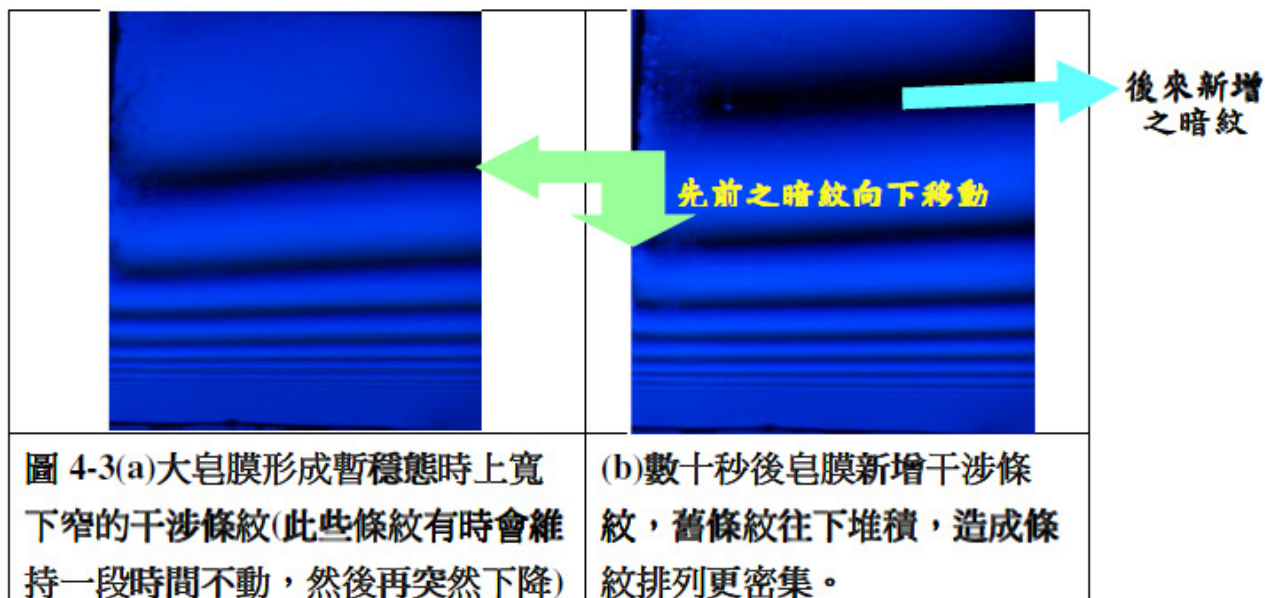 後來新增
之暗紋
先前之暗紋向下移動
圖 4-3(a)大皂膜形成暫穩態時上寬
下窄的干涉條紋(此些條紋有時會維
持一段時間不動，然後再突然下降)
(b)數十秒後皂膜新增干涉條
紋，舊條紋往下堆積，造成條
紋排列更密集。